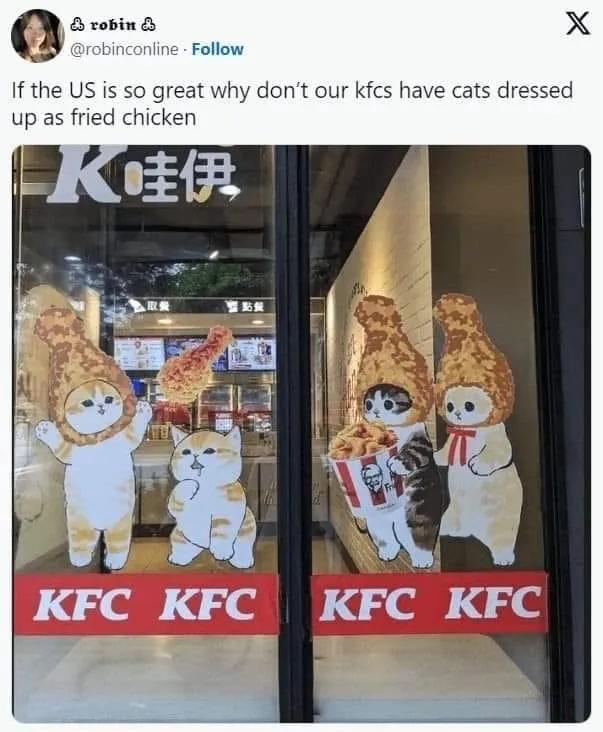 𝖗𝖔𝖇𝖎𝖓
@robinconline · Follow
If the US is so great why don't our kfcs have cats dressed
up as fried chicken
K哇伊
取餐
點餐
KFC KFC
KFC KFC